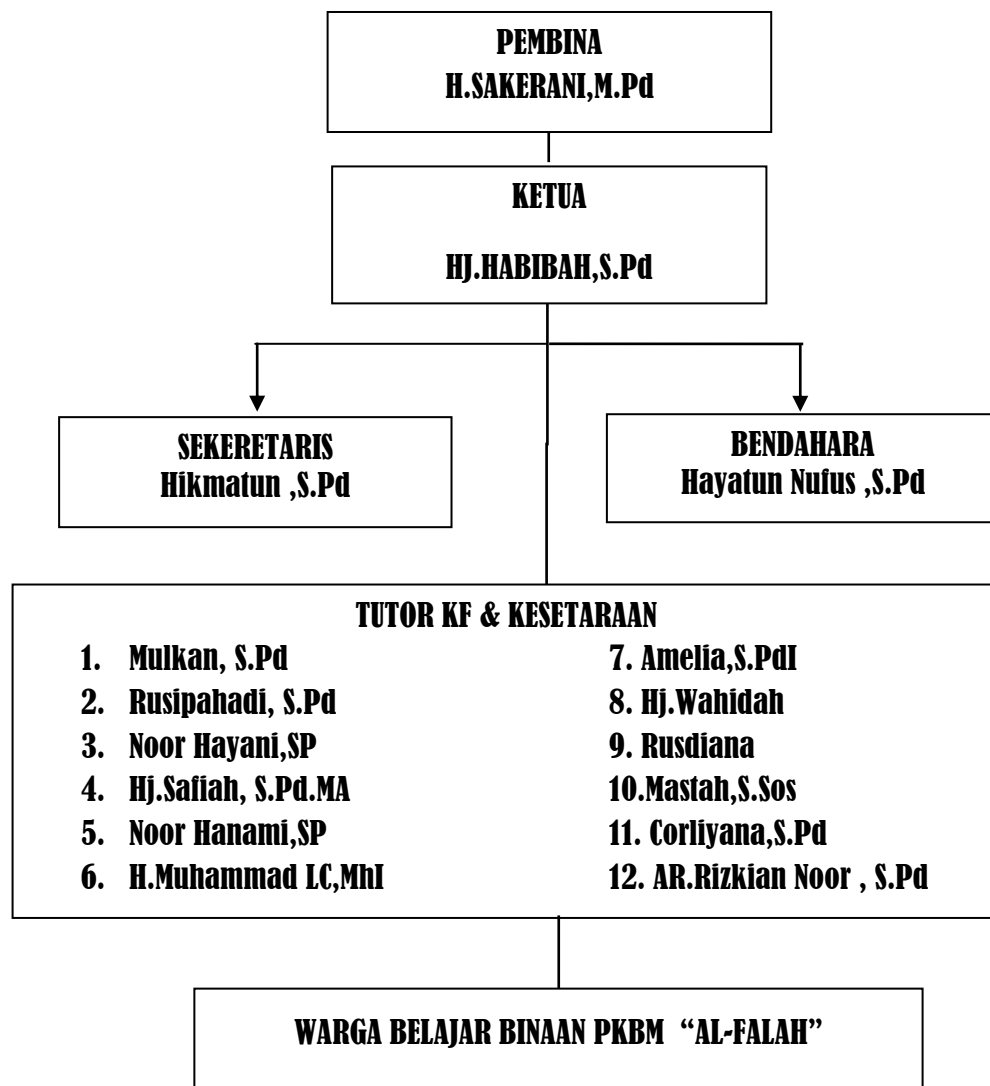 PEMBINA
H.SAKERANI,M.Pd
KETUA
HJ.HABIBAH,S.Pd
SEKERETARIS
Hikmatun ,S.Pd
BENDAHARA
Hayatun Nufus ,S.Pd
TUTOR KF & KESETARAAN
1. Mulkan, S.Pd
2. Rusipahadi, S.Pd
3. Noor Hayani,SP
4. Hj.Safiah, S.Pd.MA
5. Noor Hanami,SP
6. H.Muhammad LC,MhI
7. Amelia,S.PdI
8. Hj.Wahidah
9. Rusdiana
10.Mastah,S.Sos
11. Corliyana,S.Pd
12. AR.Rizkian Noor , S.Pd
WARGA BELAJAR BINAAN PKBM “AL-FALAH”